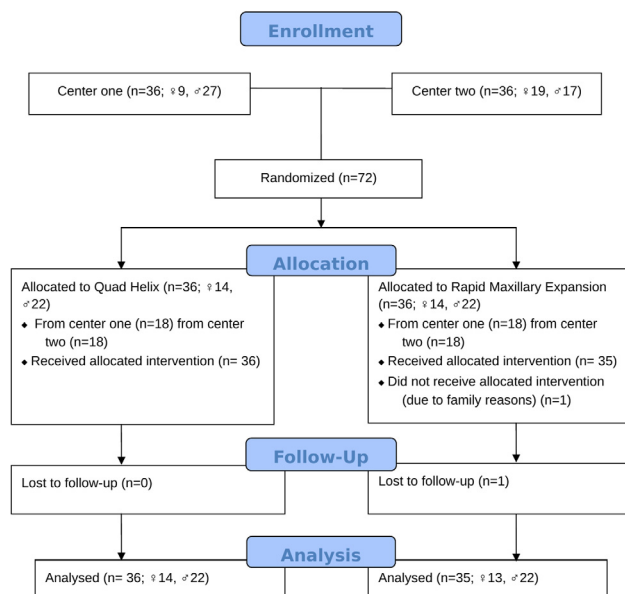 Enrollment
Center one (n=36; ♀9, ♂27)
Center two (n=36; ♀19, ♂17)
Randomized (n=72)
Allocation
Allocated to Quad Helix (n=36; ♀14,
♂22)
◆ From center one (n=18) from center
two (n=18)
◆ Received allocated intervention (n= 36)
Allocated to Rapid Maxillary Expansion
(n=36; ♀14, ♂22)
◆ From center one (n=18) from center
two (n=18)
◆ Received allocated intervention (n= 35)
◆ Did not receive allocated intervention
(due to family reasons) (n=1)
Follow-Up
Lost to follow-up (n=0)
Lost to follow-up (n=1)
Analysis
Analysed (n= 36; ♀14, ♂22)
Analysed (n=35; ♀13, ♂22)